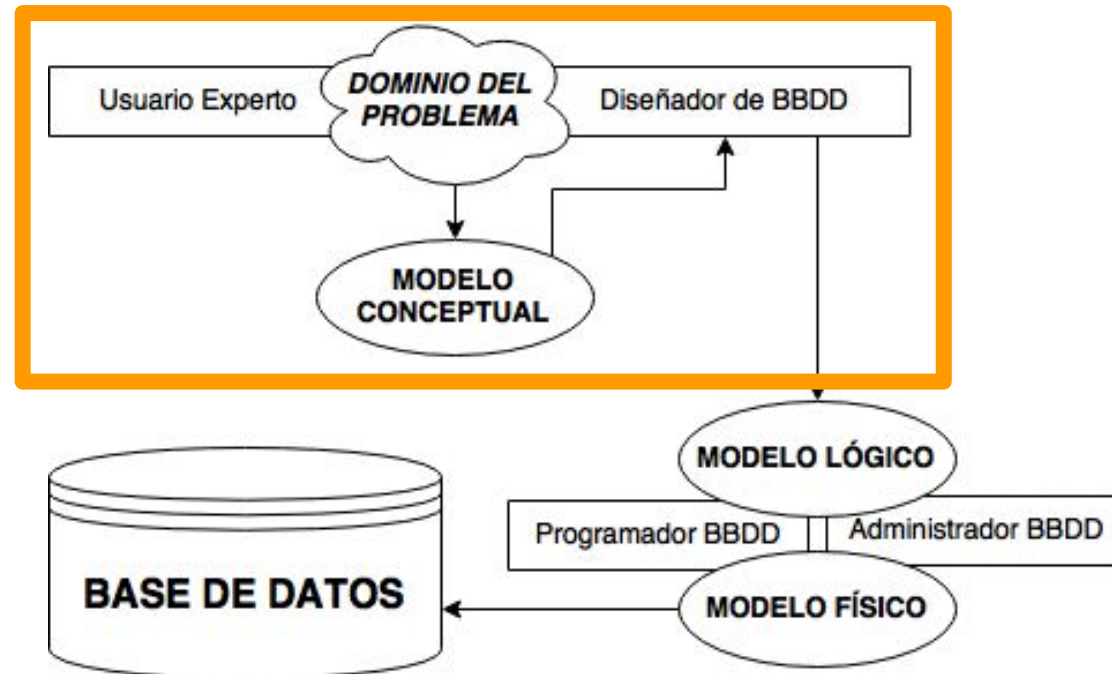 Usuario Experto
DOMINIO DEL
PROBLEMA
Diseñador de BBDD
MODELO
CONCEPTUAL
MODELO LÓGICO
Programador BBDD
Administrador BBDD
BASE DE DATOS
MODELO FÍSICO